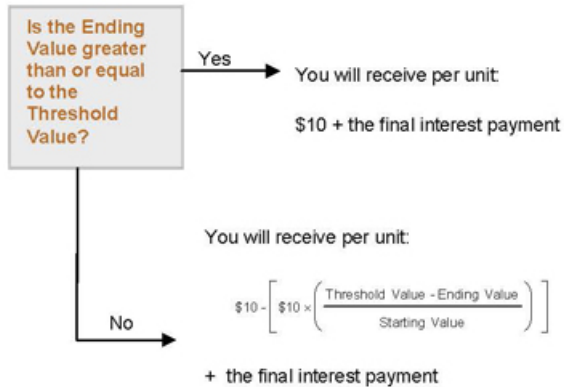 Is the Ending
Value greater
than or equal
to the
Threshold
Value?
Yes
You will receive per unit:
$10 + the final interest payment
You will receive per unit:
$10 - [ $10 × ( Threshold Value - Ending Value / Starting Value ) ]
No
+ the final interest payment